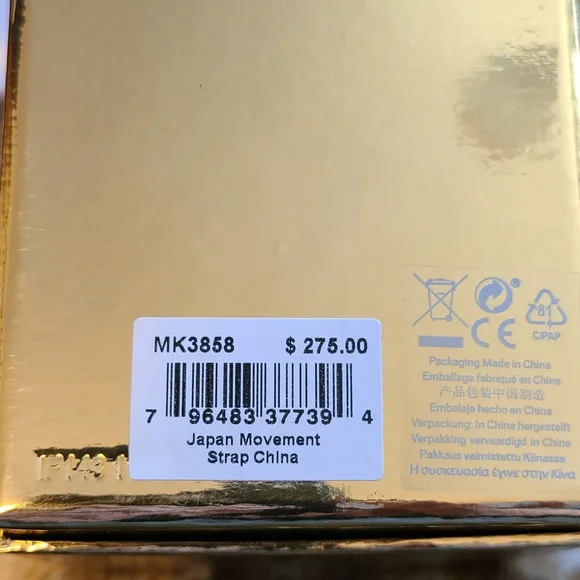 MK3858 $ 275.00
7 96483 37739 4
Japan Movement
Strap China
81
C/PAP
CE
Packaging Made in China
Emballage fabriqué en Chine
产品包装中国制造
Embalaje hecho en China
Verpackung: In China hergestellt
Verpakking vervaardigd in China
Pakkaus valmistettu Kiinassa
Η συσκευασία έγινε στην Κίνα